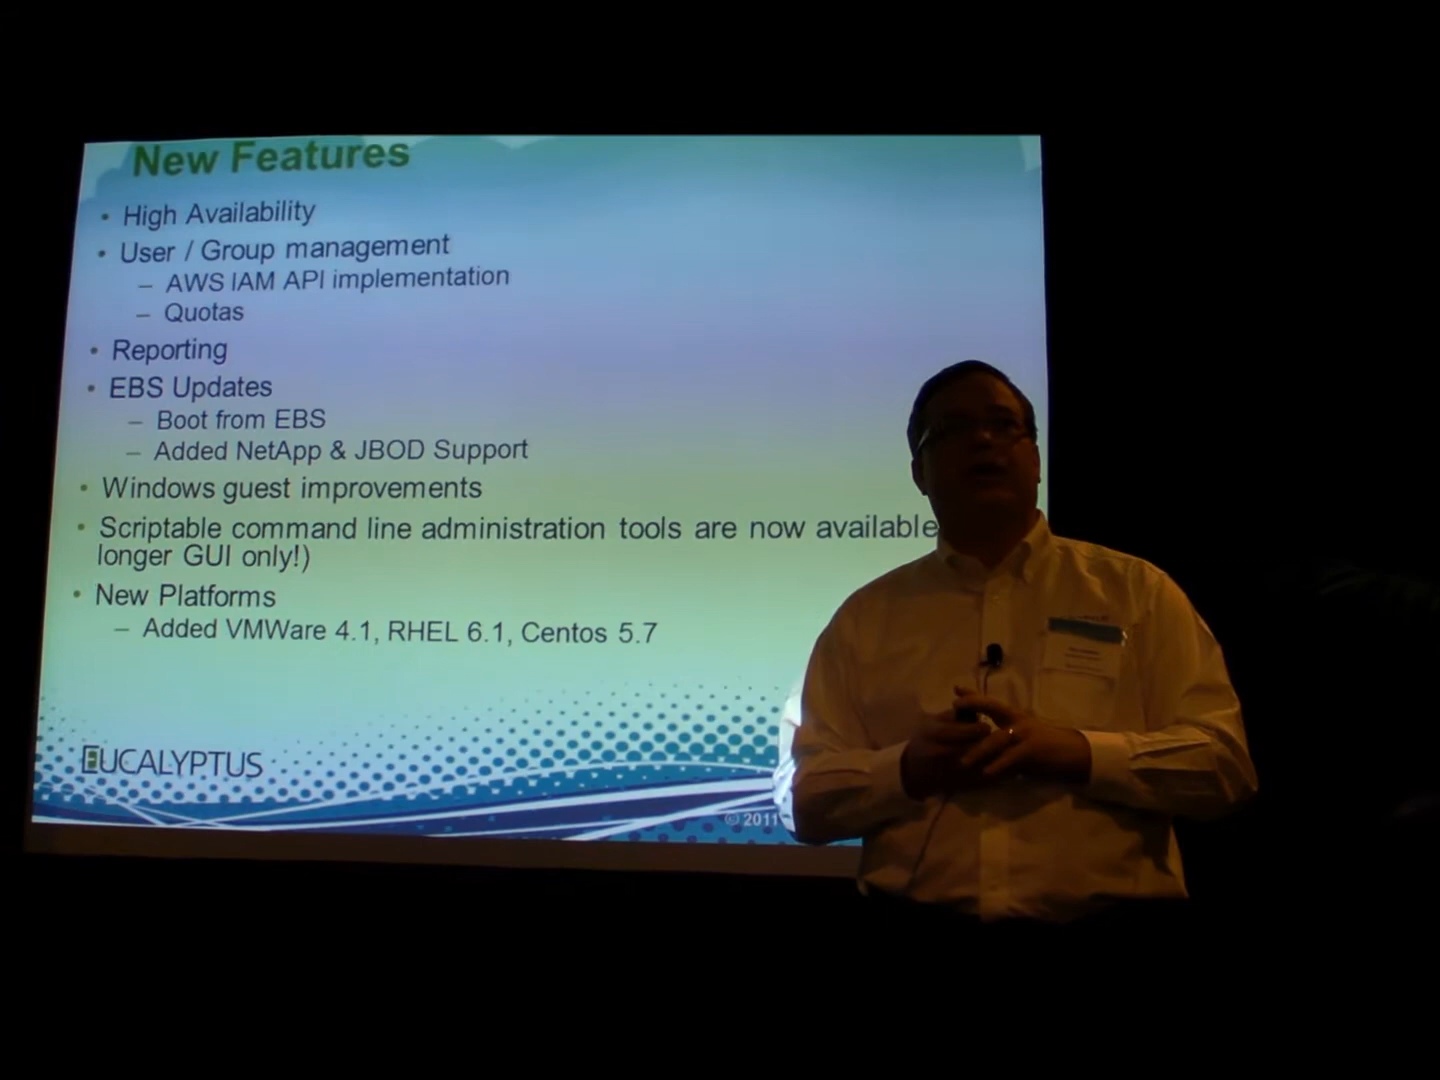 New Features
• High Availability
• User / Group management
– AWS IAM API implementation
– Quotas
• Reporting
• EBS Updates
– Boot from EBS
– Added NetApp & JBOD Support
• Windows guest improvements
• Scriptable command line administration tools are now available
longer GUI only!)
• New Platforms
– Added VMWare 4.1, RHEL 6.1, Centos 5.7
EUCALYPTUS
© 2011